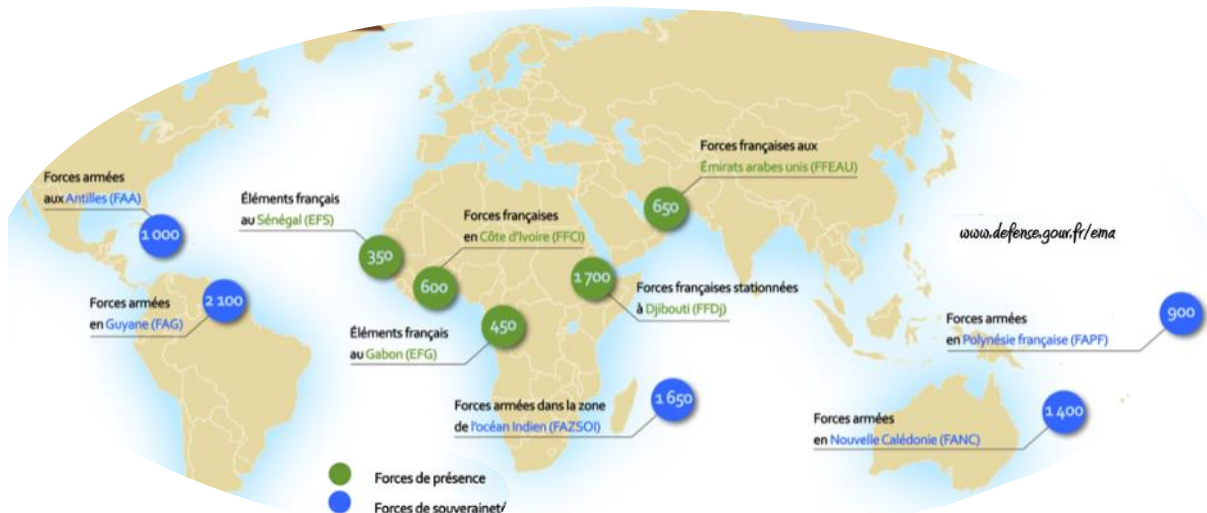 Forces armées
aux Antilles (FAA)
1 000
Éléments français
au Sénégal (EFS)
350
Forces françaises
en Côte d'Ivoire (FFCI)
600
Forces françaises aux
Émirats arabes unis (FFEAU)
650
www.defense.gouv.fr/ema
Forces armées
en Guyane (FAG)
2 100
Éléments français
au Gabon (EFG)
450
1 700
Forces françaises stationnées
à Djibouti (FFDj)
Forces armées
en Polynésie française (FAPF)
900
Forces armées dans la zone
de l'océan Indien (FAZSOI)
1 650
Forces armées
en Nouvelle Calédonie (FANC)
1 400
Forces de présence
Forces de souverainet/